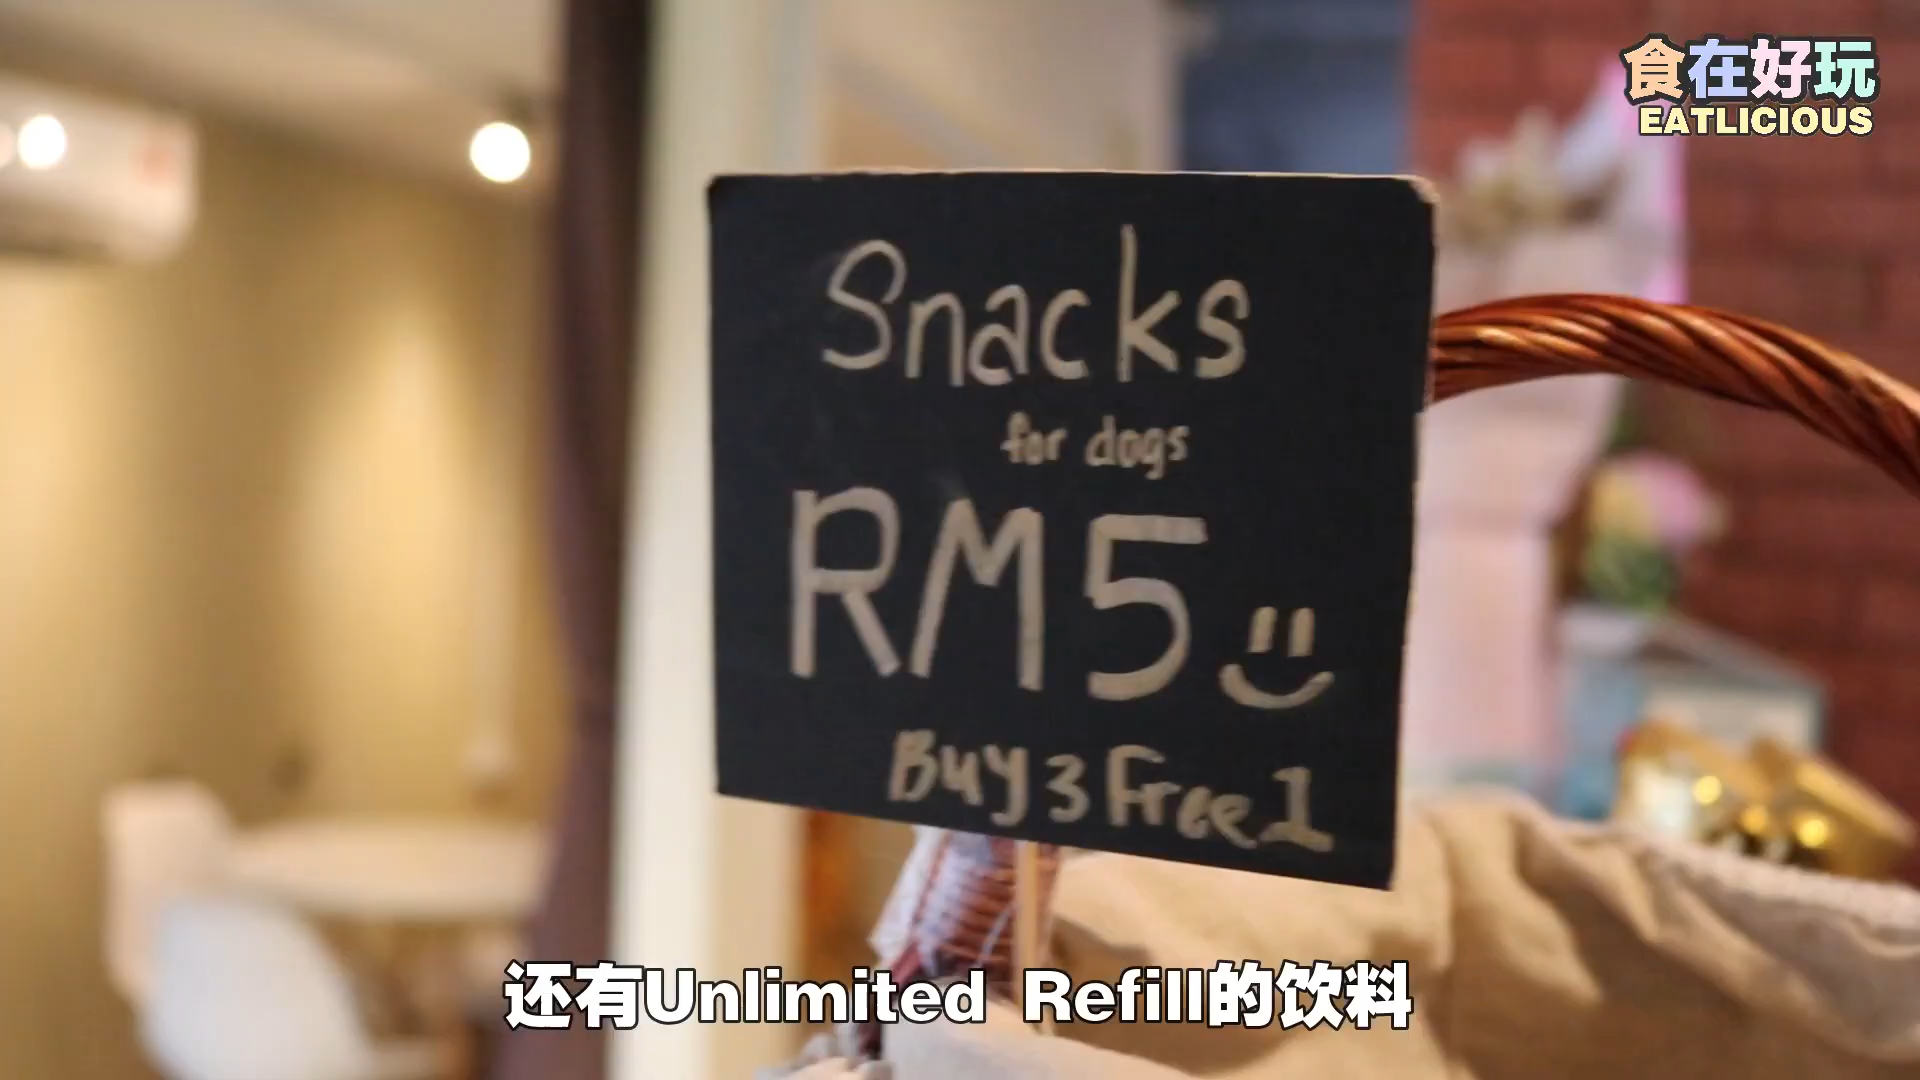 食在好玩
EATLICIOUS
Snacks
for dogs
RM5
Buy 3 Free 1
还有Unlimited Refill的饮料